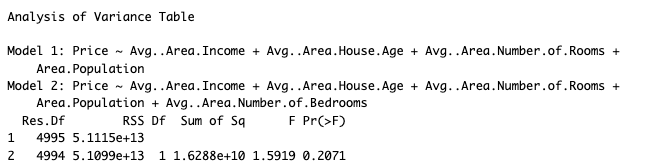 Analysis of Variance Table
Model 1: Price ~ Avg..Area.Income + Avg..Area.House.Age + Avg..Area.Number.of.Rooms +
Area.Population
Model 2: Price ~ Avg..Area.Income + Avg..Area.House.Age + Avg..Area.Number.of.Rooms +
Area.Population + Avg..Area.Number.of.Bedrooms
Res.Df RSS Df Sum of Sq F Pr(>F)
1 4995 5.1115e+13
2 4994 5.1099e+13 1 1.6288e+10 1.5919 0.2071